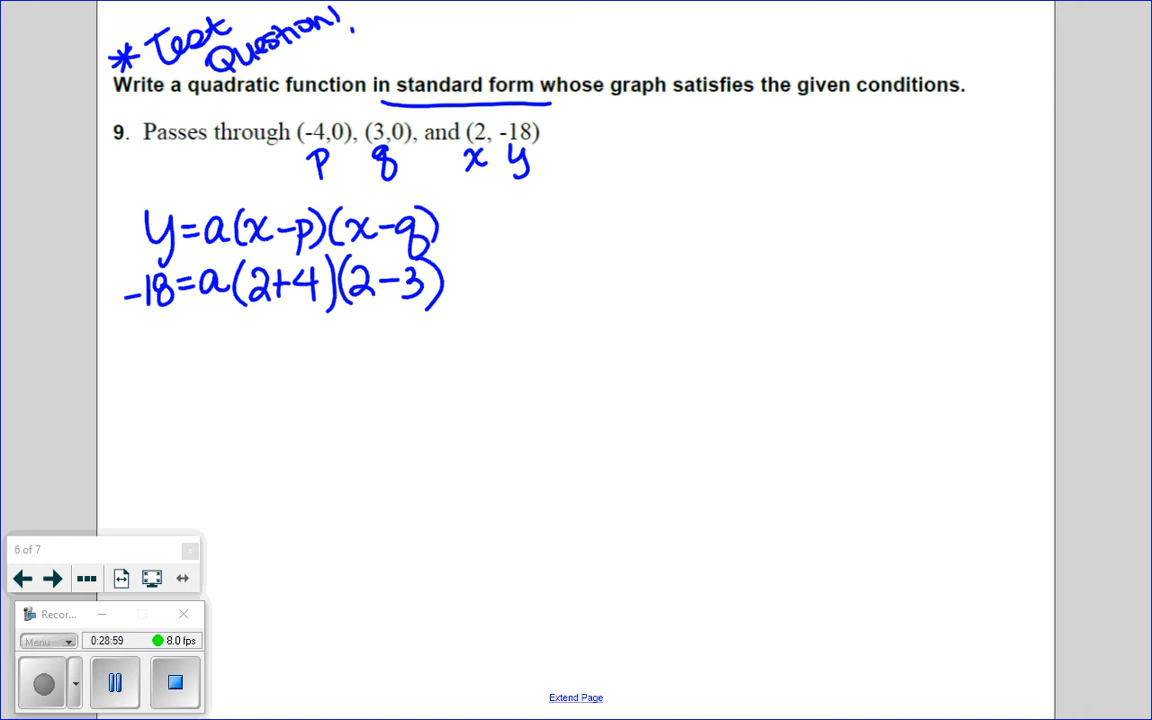 * Test
Question!
Write a quadratic function in standard form whose graph satisfies the given conditions.
9. Passes through (-4,0), (3,0), and (2, -18)
p q x y
y=a(x-p)(x-q)
-18=a(2+4)(2-3)
6 of 7
Recor...
Menu
0:28:59 8.0 fps
Extend Page